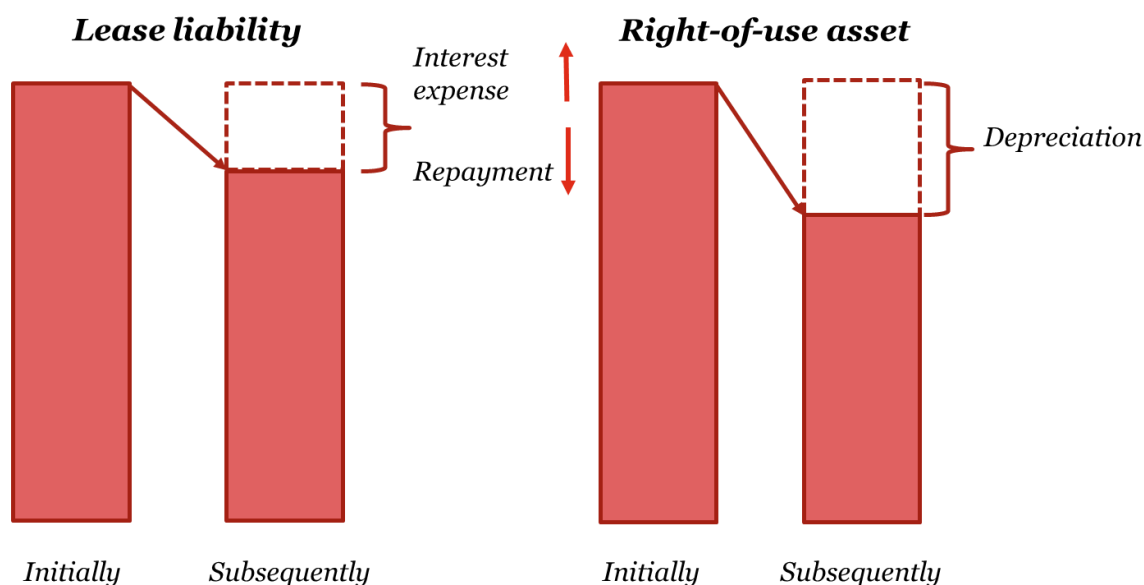 Lease liability
Interest
expense
Repayment
Initially
Subsequently
Right-of-use asset
Depreciation
Initially
Subsequently